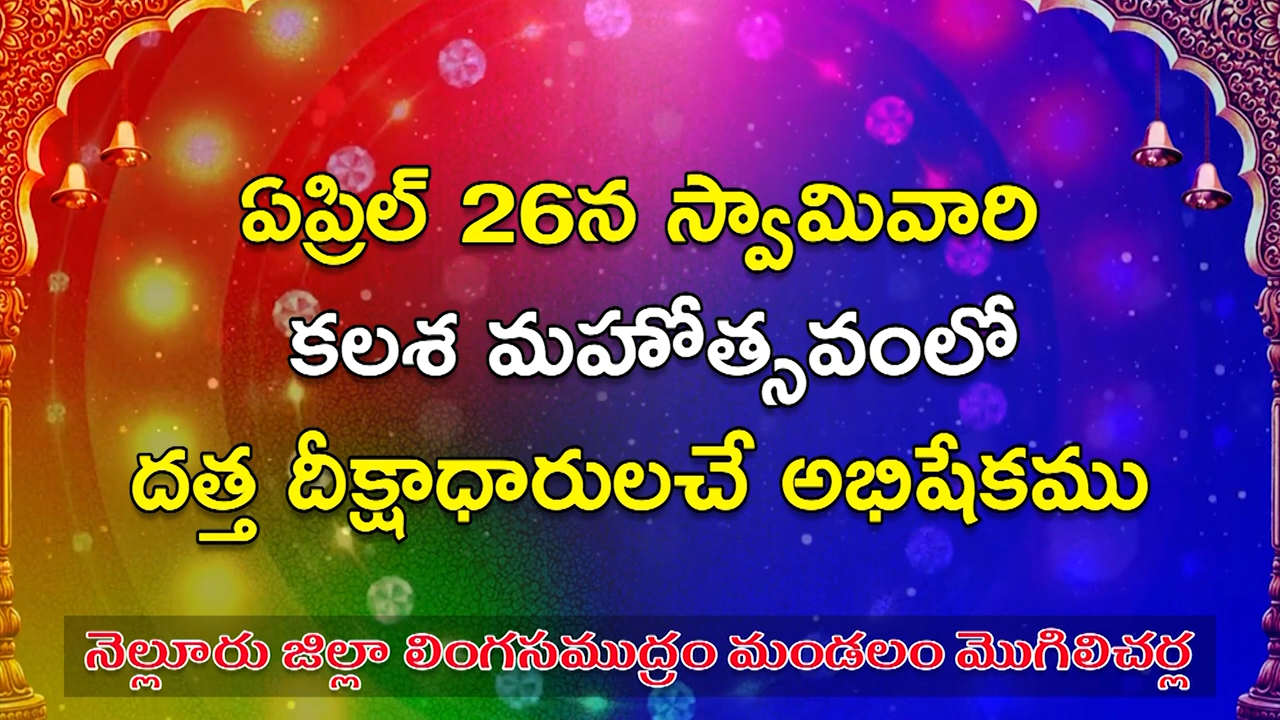 ఏప్రిల్ 26న స్వామివారి
కలశ మహోత్సవంలో
దత్త దీక్షాధారులచే అభిషేకము
నెల్లూరు జిల్లా లింగసముద్రం మండలం మొగిలిచర్ల